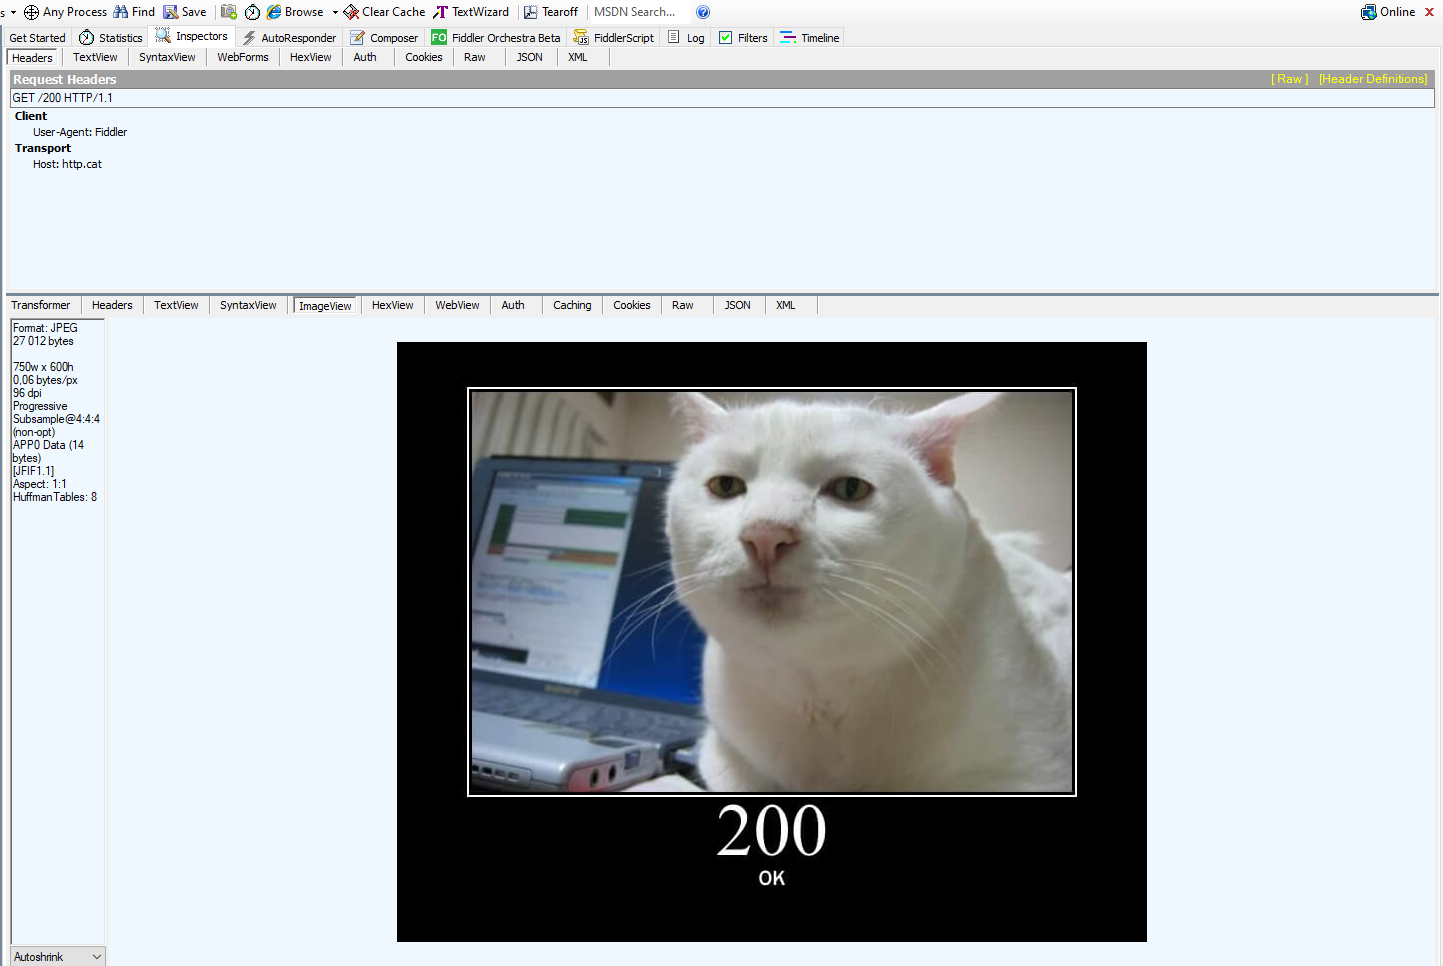 s Any Process Find Save Browse Clear Cache TextWizard Tearoff MSDN Search... Online
Get Started Statistics Inspectors AutoResponder Composer FO Fiddler Orchestra Beta FiddlerScript Log Filters Timeline
Headers TextView SyntaxView WebForms HexView Auth Cookies Raw JSON XML
Request Headers [ Raw ] [Header Definitions]
GET /200 HTTP/1.1
Client
User-Agent: Fiddler
Transport
Host: http.cat
Transformer Headers TextView SyntaxView ImageView HexView WebView Auth Caching Cookies Raw JSON XML
Format: JPEG
27 012 bytes
750w x 600h
0,06 bytes/px
96 dpi
Progressive
Subsample@4:4:4
(non-opt)
APP0 Data (14
bytes)
[JFIF1.1]
Aspect: 1:1
HuffmanTables: 8
SONY
200
OK
Autoshrink